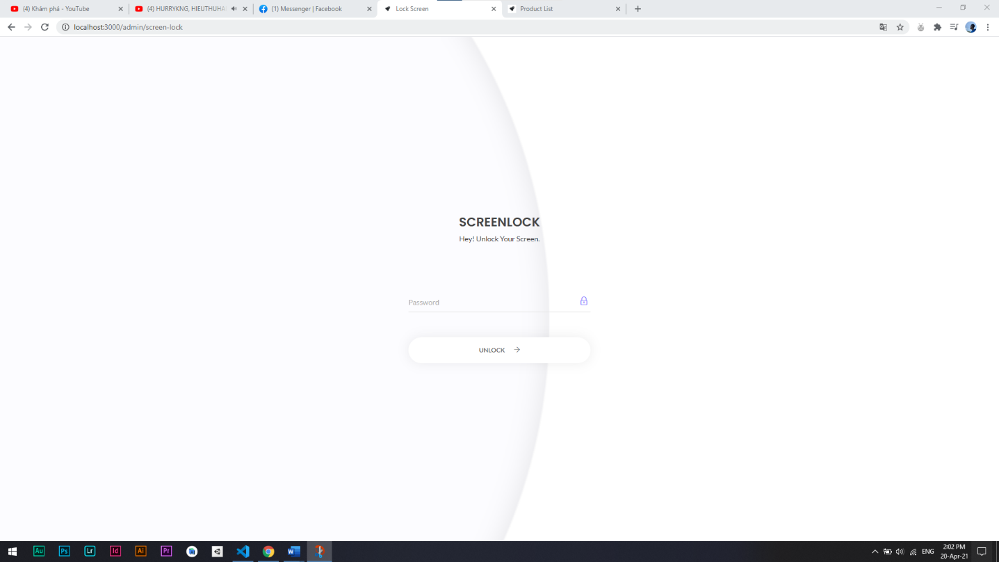 (4) Khám phá - YouTube
(4) HURRYKNG, HIEUTHUHA
(1) Messenger | Facebook
Lock Screen
Product List
localhost:3000/admin/screen-lock
SCREENLOCK
Hey! Unlock Your Screen.
Password
UNLOCK
Au
Ps
Lr
Id
Ai
Pr
W
ENG
2:02 PM
20-Apr-21